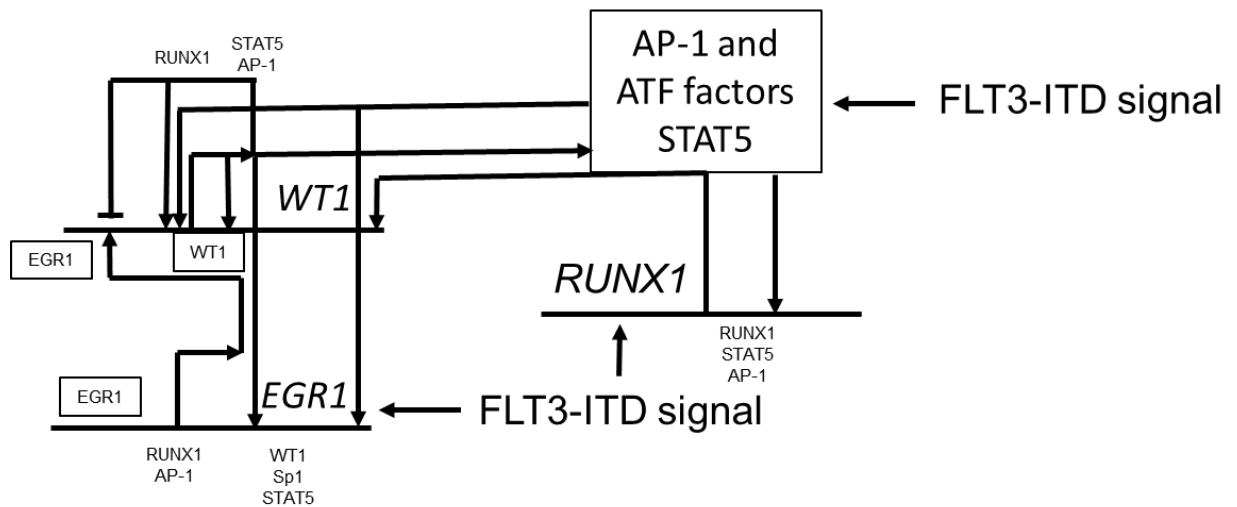 RUNX1
STAT5
AP-1
AP-1 and
ATF factors
STAT5
FLT3-ITD signal
WT1
EGR1
WT1
RUNX1
RUNX1
STAT5
AP-1
EGR1
EGR1
FLT3-ITD signal
RUNX1
AP-1
WT1
Sp1
STAT5